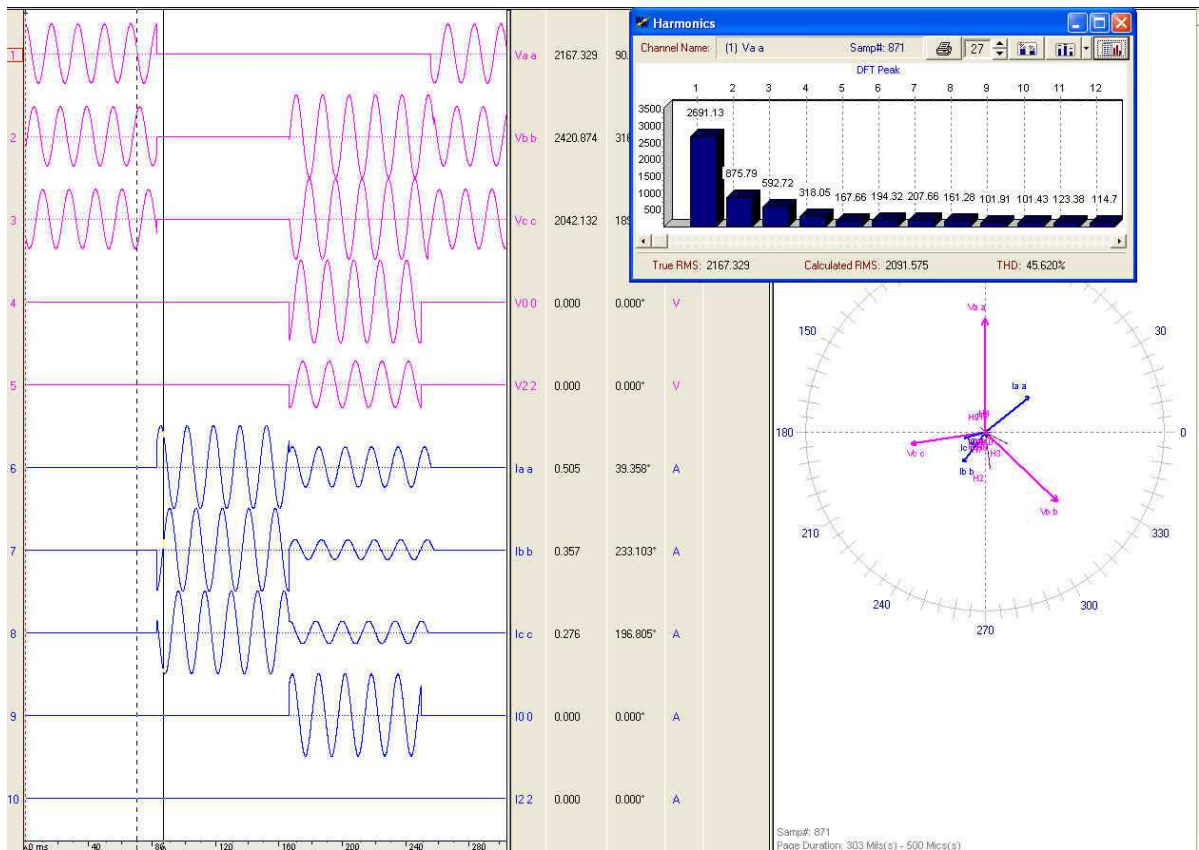 Harmonics
Channel Name: (1) Va a Samp#: 871 27
DFT Peak
1 2 3 4 5 6 7 8 9 10 11 12
3500
3000
2500
2000
1500
1000
500
2691.13 875.79 592.72 318.05 167.66 194.32 207.66 161.28 101.91 101.43 123.38 114.7
True RMS: 2167.329 Calculated RMS: 2091.575 THD: 45.620%
1 Va a 2167.329 90.
2 Vb b 2420.874 316
3 Vc c 2042.132 189
4 V0 0 0.000 0.000° V
5 V2 2 0.000 0.000° V
6 Ia a 0.505 39.358° A
7 Ib b 0.357 233.103° A
8 Ic c 0.276 196.805° A
9 I0 0 0.000 0.000° A
10 I2 2 0.000 0.000° A
40 120 160 200 240 280
Va a
150 30
Ia a
180 0
Vc c
Ib b
H3
H2
Vb b
210 330
240 300
270
Samp#: 871
Page Duration: 303 Mils(s) - 500 Mics(s)